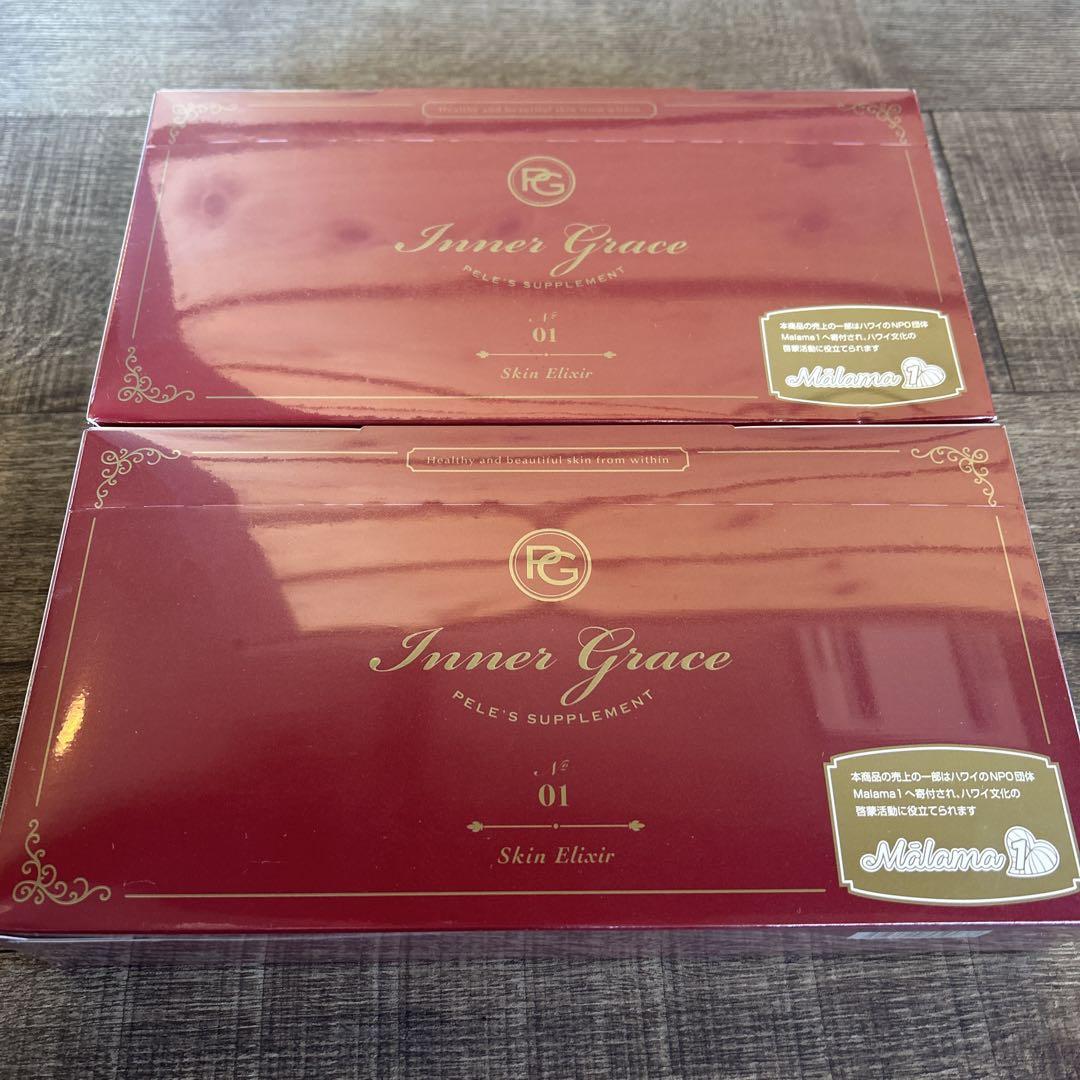 Healthy and beautiful skin from within
PG
Inner Grace
PELE'S SUPPLEMENT
№
01
Skin Elixir
本商品の売上の一部はハワイのNPO団体
Malama1へ寄付され、ハワイ文化の
啓蒙活動に役立てられます
Mālama 1
Healthy and beautiful skin from within
PG
Inner Grace
PELE'S SUPPLEMENT
№
01
Skin Elixir
本商品の売上の一部はハワイのNPO団体
Malama1へ寄付され、ハワイ文化の
啓蒙活動に役立てられます
Mālama 1